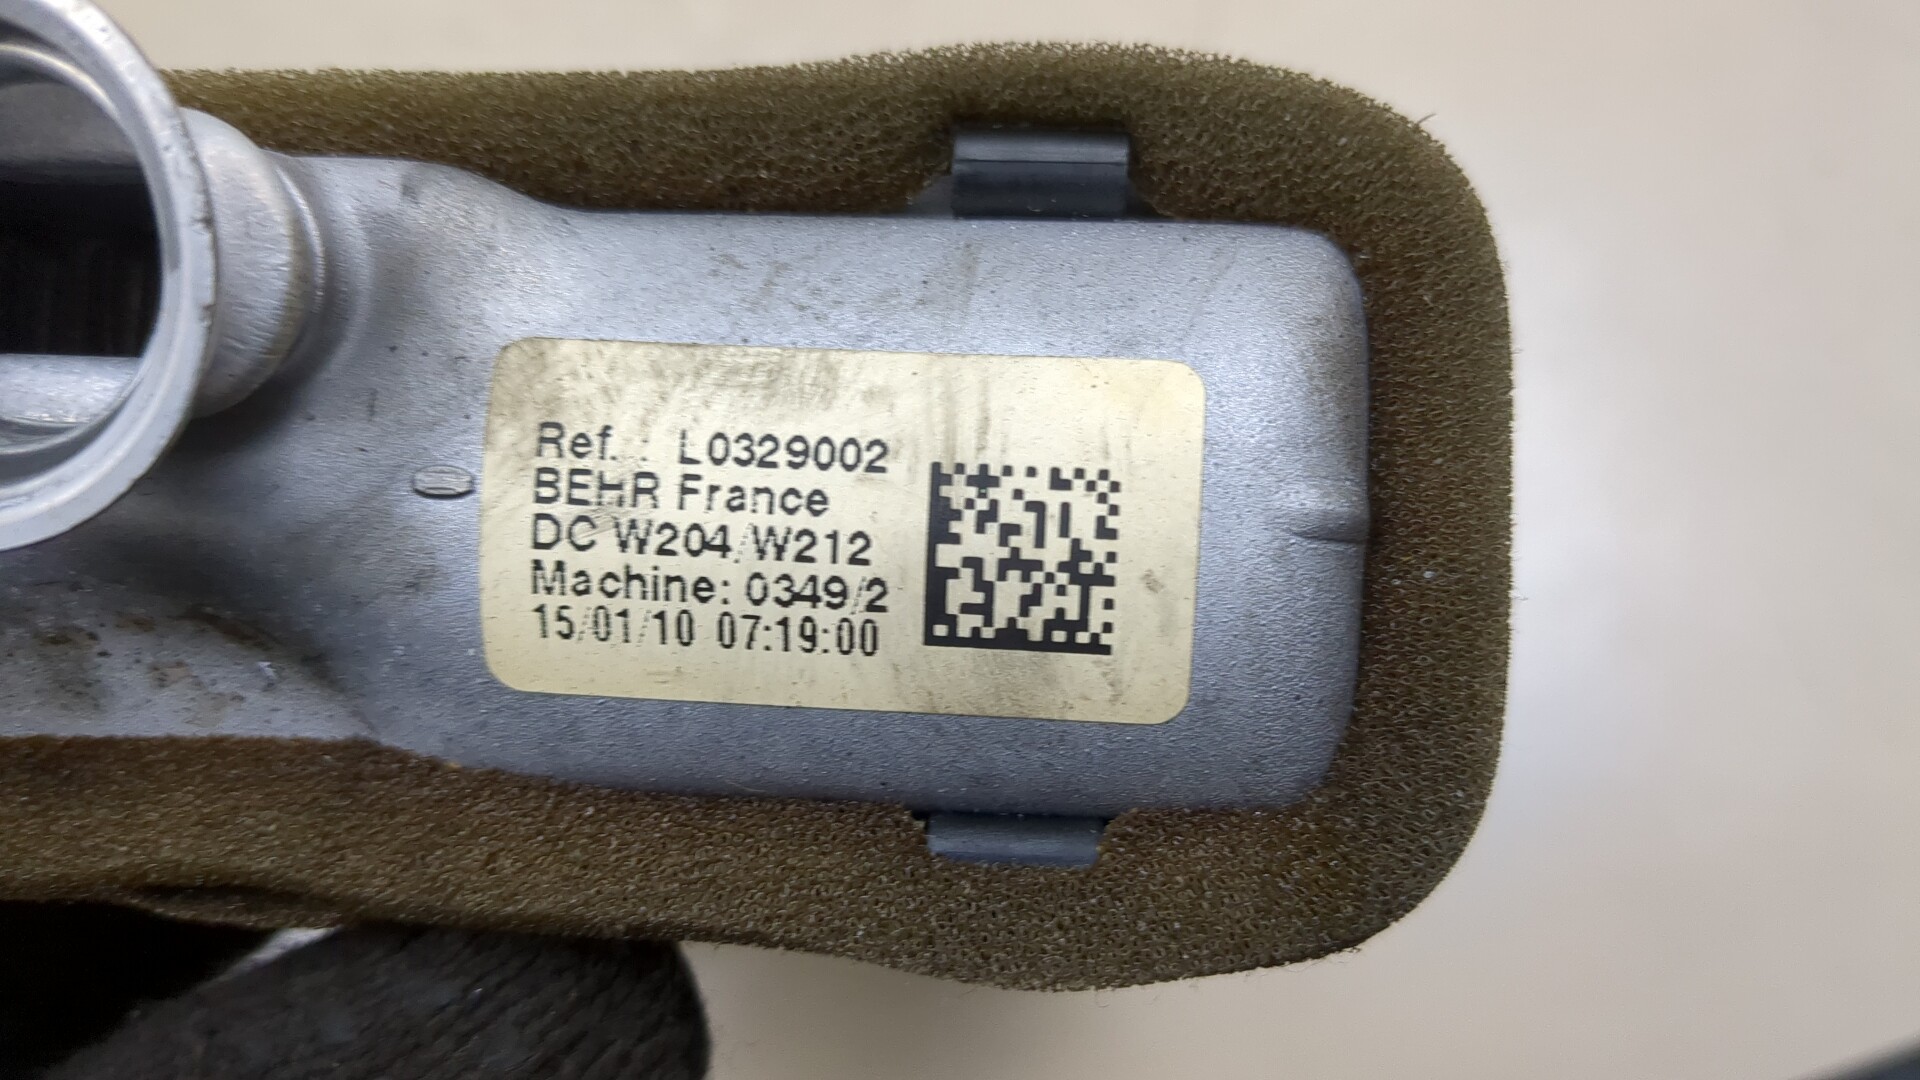 Ref. : L0329002
BEHR France
DC W204/W212
Machine: 0349/2
15/01/10 07:19:00